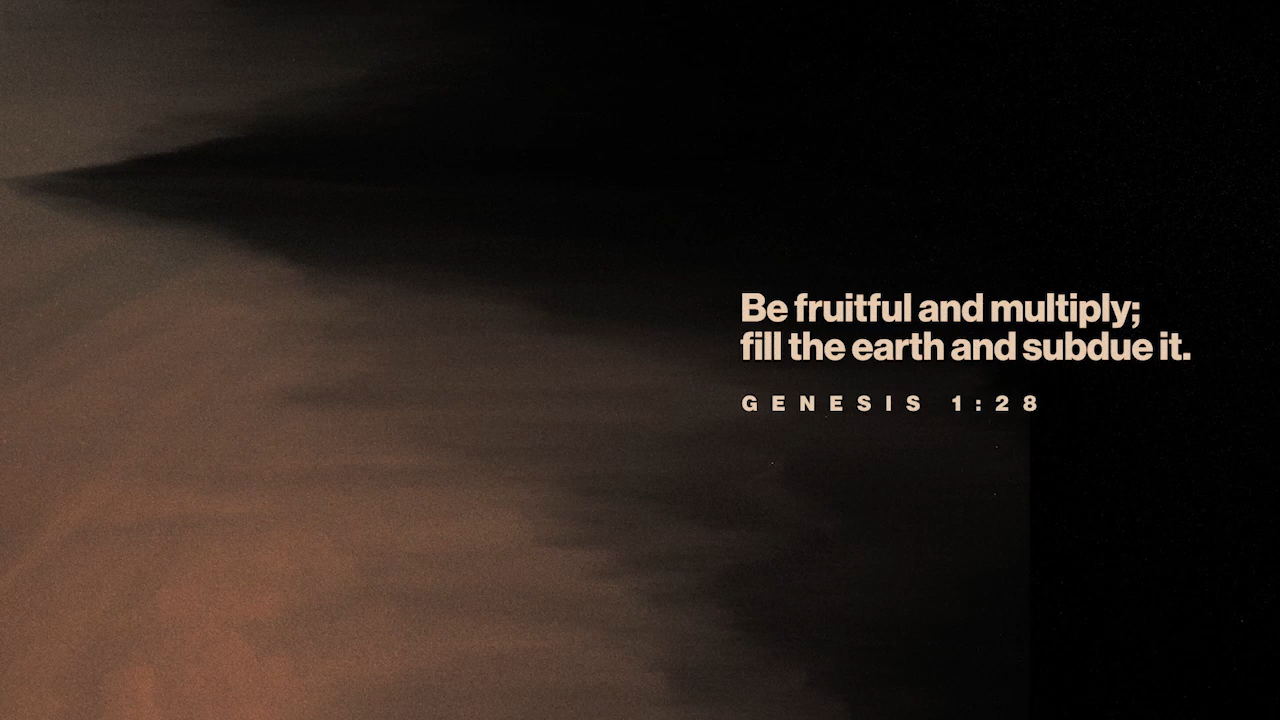 Be fruitful and multiply;
fill the earth and subdue it.
GENESIS 1:28